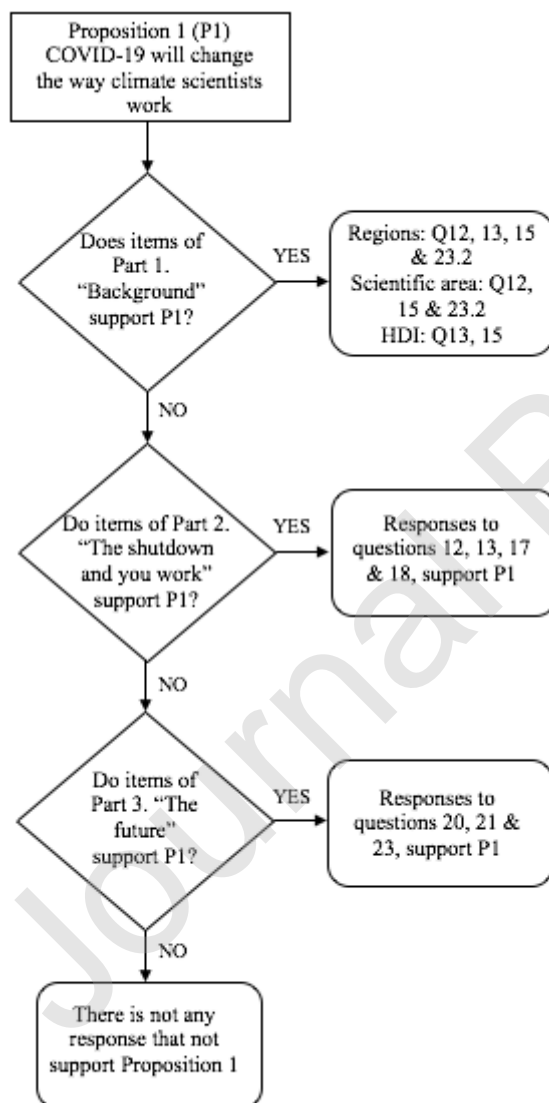 Proposition 1 (P1)
COVID-19 will change
the way climate scientists
work
Does items of
Part 1.
“Background”
support P1?
YES
Regions: Q12, 13, 15
& 23.2
Scientific area: Q12,
15 & 23.2
HDI: Q13, 15
NO
Do items of Part 2.
“The shutdown
and you work”
support P1?
YES
Responses to
questions 12, 13, 17
& 18, support P1
NO
Do items of
Part 3. “The
future”
support P1?
YES
Responses to
questions 20, 21 &
23, support P1
NO
There is not any
response that not
support Proposition 1
Journal P